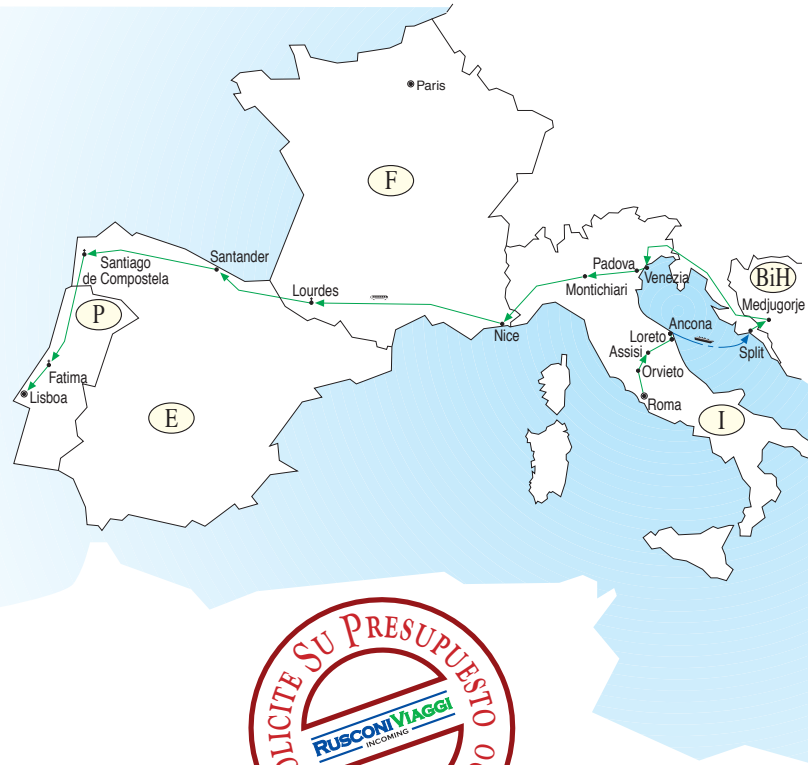 Paris
F
Santiago
de Compostela
Santander
Lourdes
Padova
Venezia
Montichiari
BiH
Medjugorje
P
Nice
Ancona
Loreto
Assisi
Split
Orvieto
Fatima
Lisboa
Roma
E
I
SU PRESUPUESTO
RUSCONI VIAGGI
INCOMING